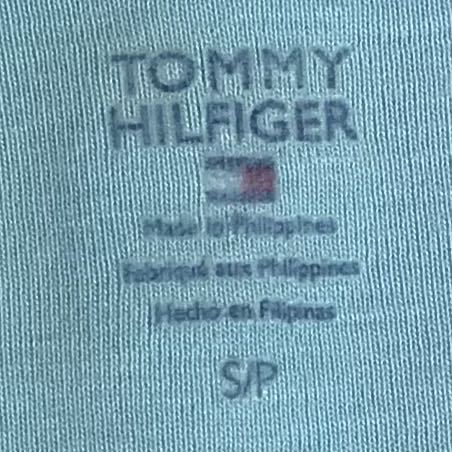 TOMMY
HILFIGER
Made in Philippines
Fabriqué aux Philippines
Hecho en Filipinas
S/P